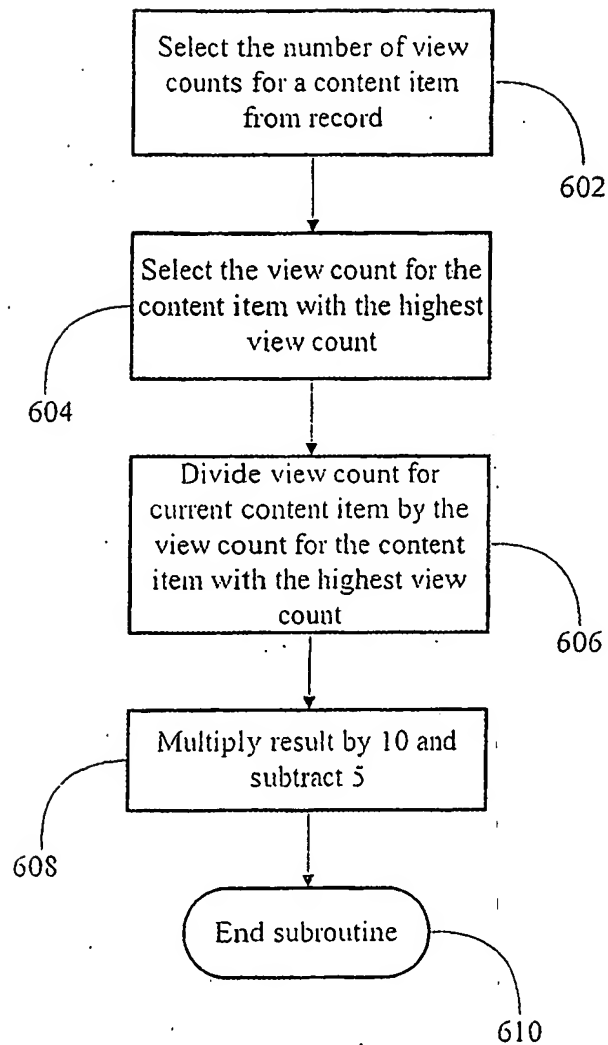 Select the number of view
counts for a content item
from record
602
Select the view count for the
content item with the highest
view count
604
Divide view count for
current content item by the
view count for the content
item with the highest view
count
606
Multiply result by 10 and
subtract 5
608
End subroutine
610